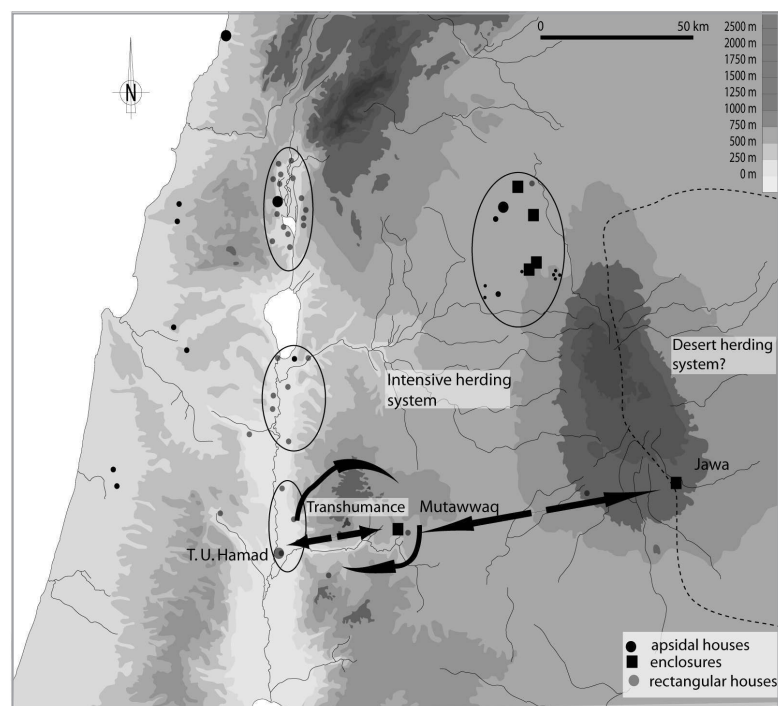 0 50 km
2500 m
2000 m
1750 m
1500 m
1250 m
1000 m
750 m
500 m
250 m
0 m
N
Desert herding
system?
Intensive herding
system
Jawa
Transhumance
Mutawwaq
T. U. Hamad
apsidal houses
enclosures
rectangular houses